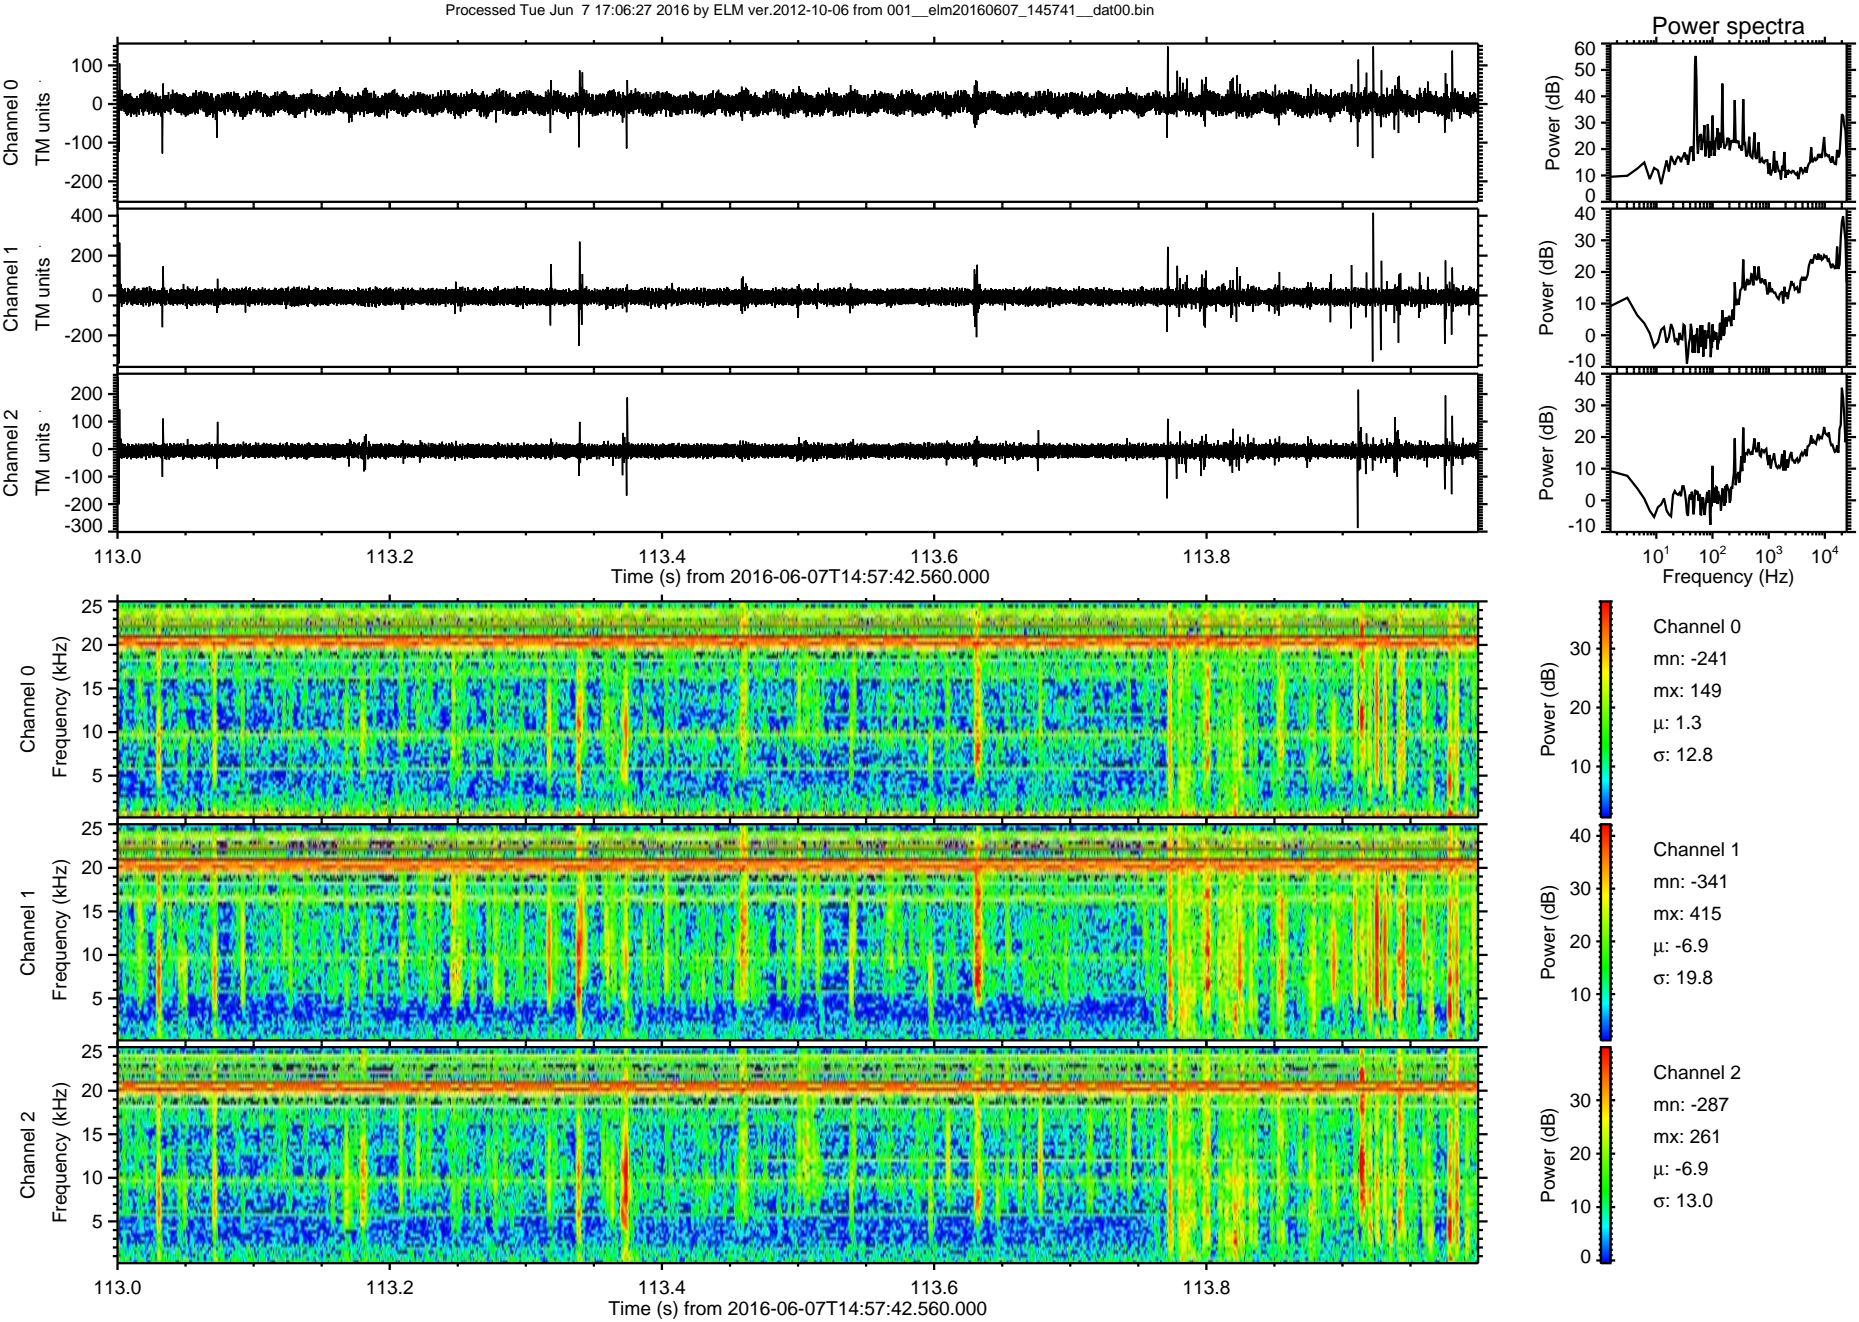 Processed Tue Jun 7 17:06:27 2016 by ELM ver.2012-10-06 from 001__elm20160607_145741__dat00.bin
Power spectra
Channel 0
TM units
100
0
-100
-200
Power (dB)
60
50
40
30
20
10
0
Channel 1
TM units
400
200
0
-200
Power (dB)
40
30
20
10
0
-10
Channel 2
TM units
200
100
0
-100
-200
-300
Power (dB)
40
30
20
10
0
-10
113.0 113.2 113.4 113.6 113.8
Time (s) from 2016-06-07T14:57:42.560.000
10^1 10^2 10^3 10^4
Frequency (Hz)
Channel 0
Frequency (kHz)
25
20
15
10
5
Power (dB)
30
20
10
Channel 0
mn: -241
mx: 149
μ: 1.3
σ: 12.8
Channel 1
Frequency (kHz)
25
20
15
10
5
Power (dB)
40
30
20
10
Channel 1
mn: -341
mx: 415
μ: -6.9
σ: 19.8
Channel 2
Frequency (kHz)
25
20
15
10
5
Power (dB)
30
20
10
0
Channel 2
mn: -287
mx: 261
μ: -6.9
σ: 13.0
113.0 113.2 113.4 113.6 113.8
Time (s) from 2016-06-07T14:57:42.560.000